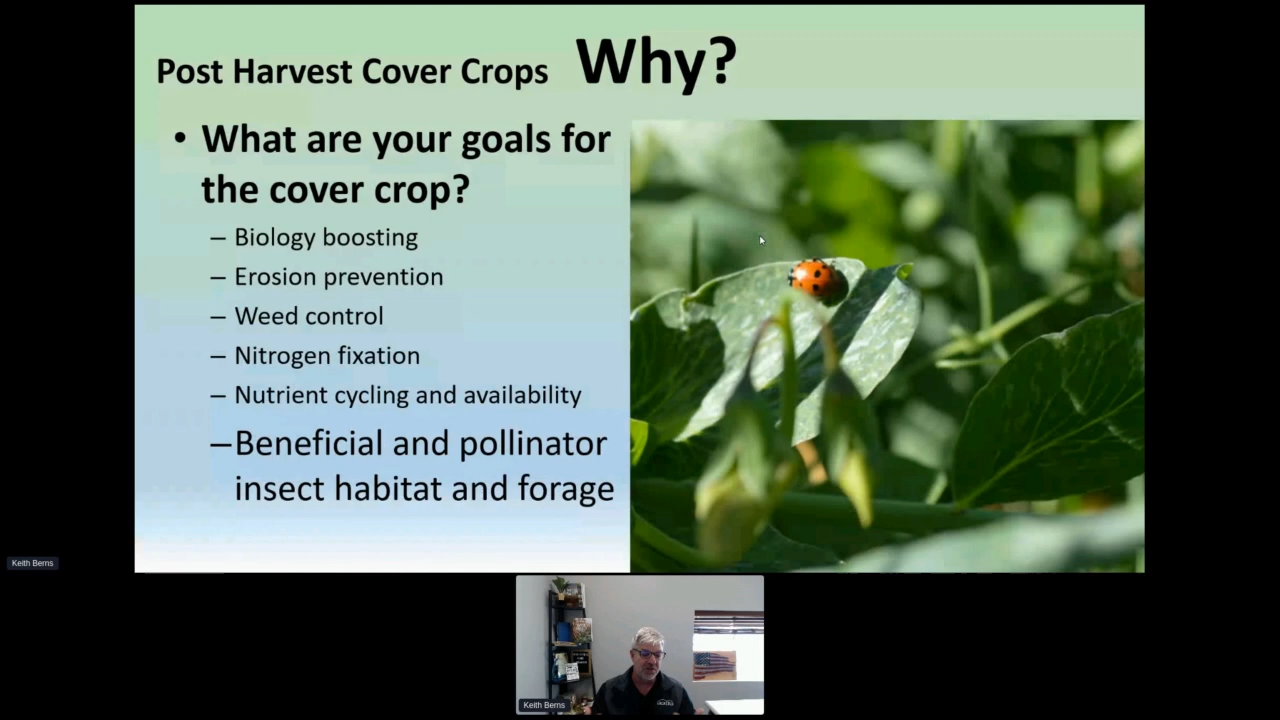 Post Harvest Cover Crops Why?
• What are your goals for
the cover crop?
– Biology boosting
– Erosion prevention
– Weed control
– Nitrogen fixation
– Nutrient cycling and availability
–Beneficial and pollinator
insect habitat and forage
Keith Berns
Keith Berns